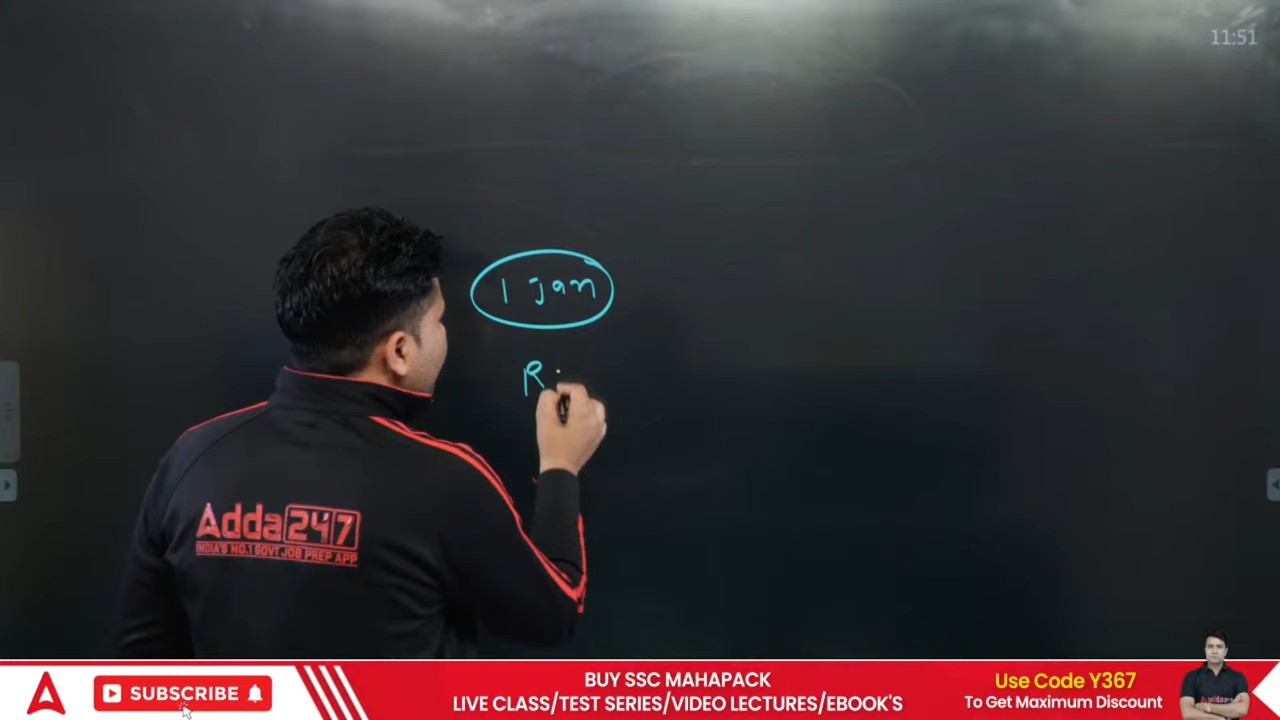 11:51
1 jan
R
Adda247
INDIA'S NO.1 GOVT JOB PREP APP
SUBSCRIBE
BUY SSC MAHAPACK
LIVE CLASS/TEST SERIES/VIDEO LECTURES/EBOOK'S
Use Code Y367
To Get Maximum Discount